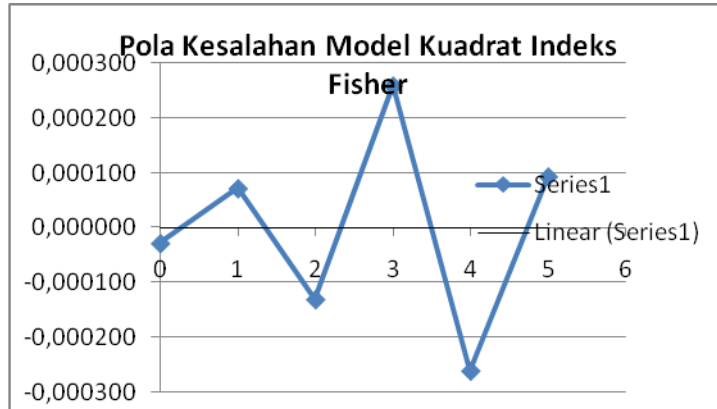 Pola Kesalahan Model Kuadrat Indeks
Fisher
0,000300
0,000200
0,000100
0,000000
-0,000100
-0,000200
-0,000300
0 1 2 3 4 5 6
Series1
Linear (Series1)